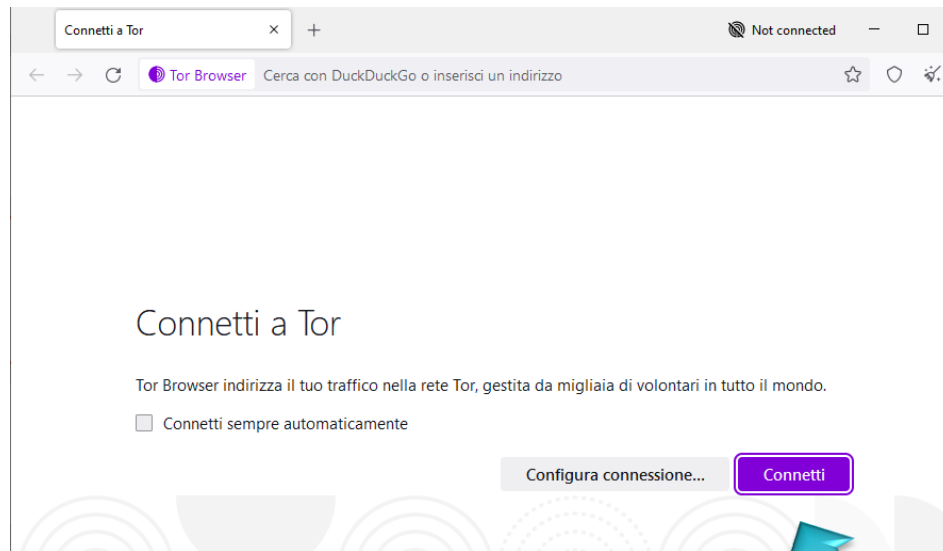 Connetti a Tor
Not connected
Tor Browser Cerca con DuckDuckGo o inserisci un indirizzo
Connetti a Tor
Tor Browser indirizza il tuo traffico nella rete Tor, gestita da migliaia di volontari in tutto il mondo.
Connetti sempre automaticamente
Configura connessione... Connetti